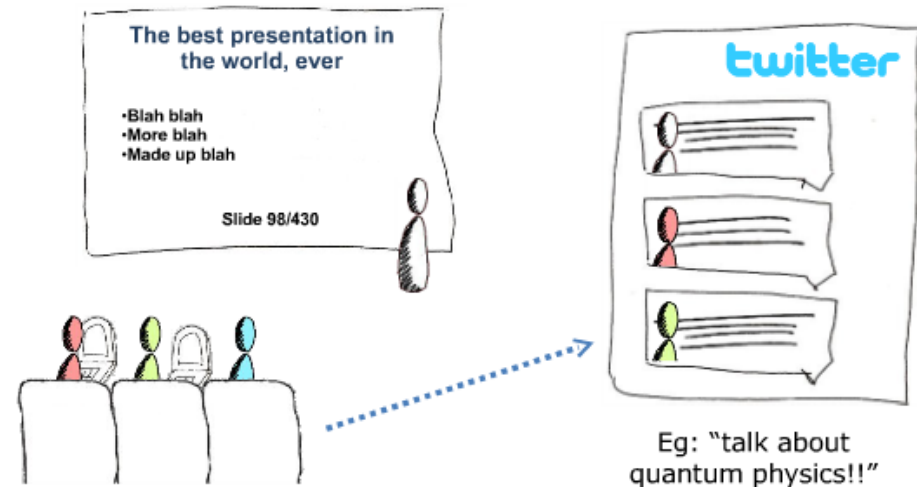 The best presentation in
the world, ever
•Blah blah
•More blah
•Made up blah
Slide 98/430
twitter
Eg: “talk about
quantum physics!!”